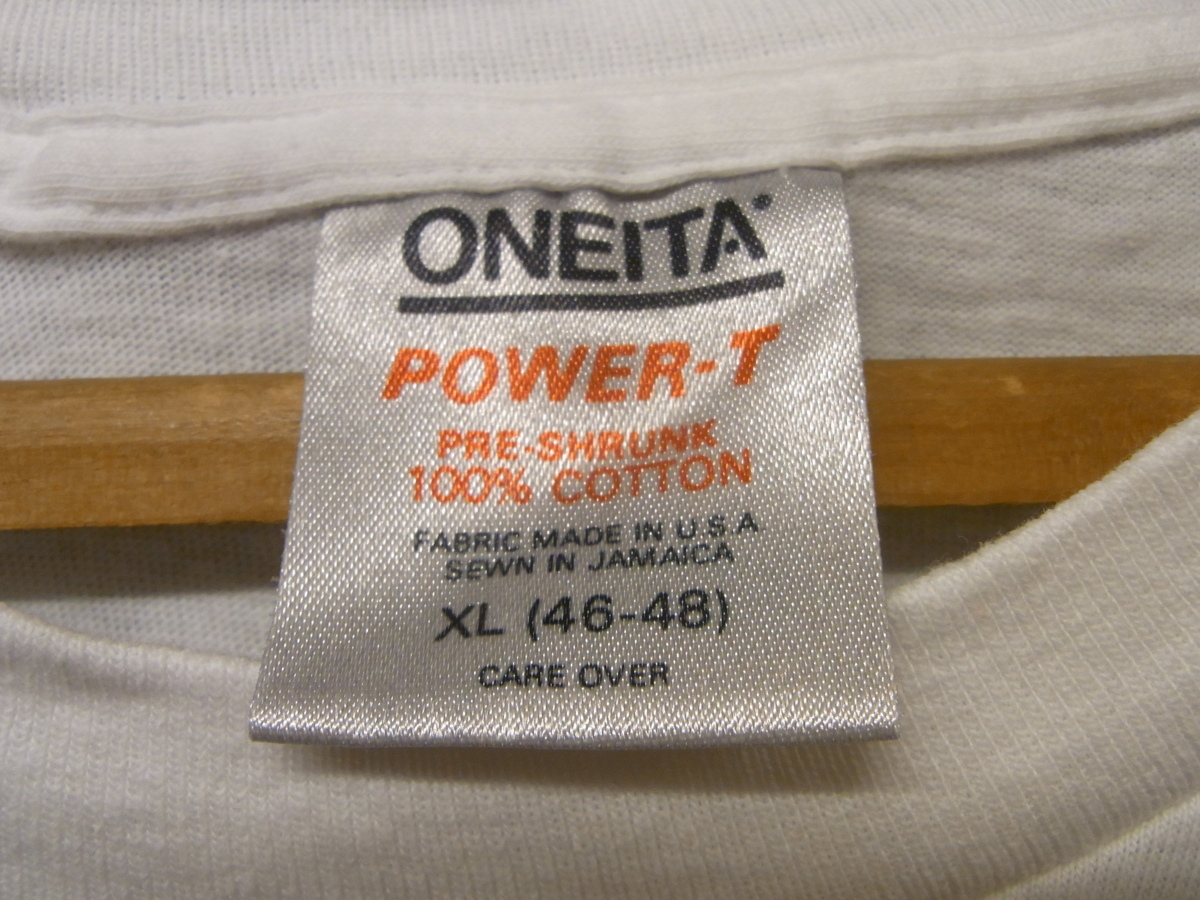 ONEITA®
POWER-T
PRE-SHRUNK
100% COTTON
FABRIC MADE IN U.S.A
SEWN IN JAMAICA
XL (46-48)
CARE OVER